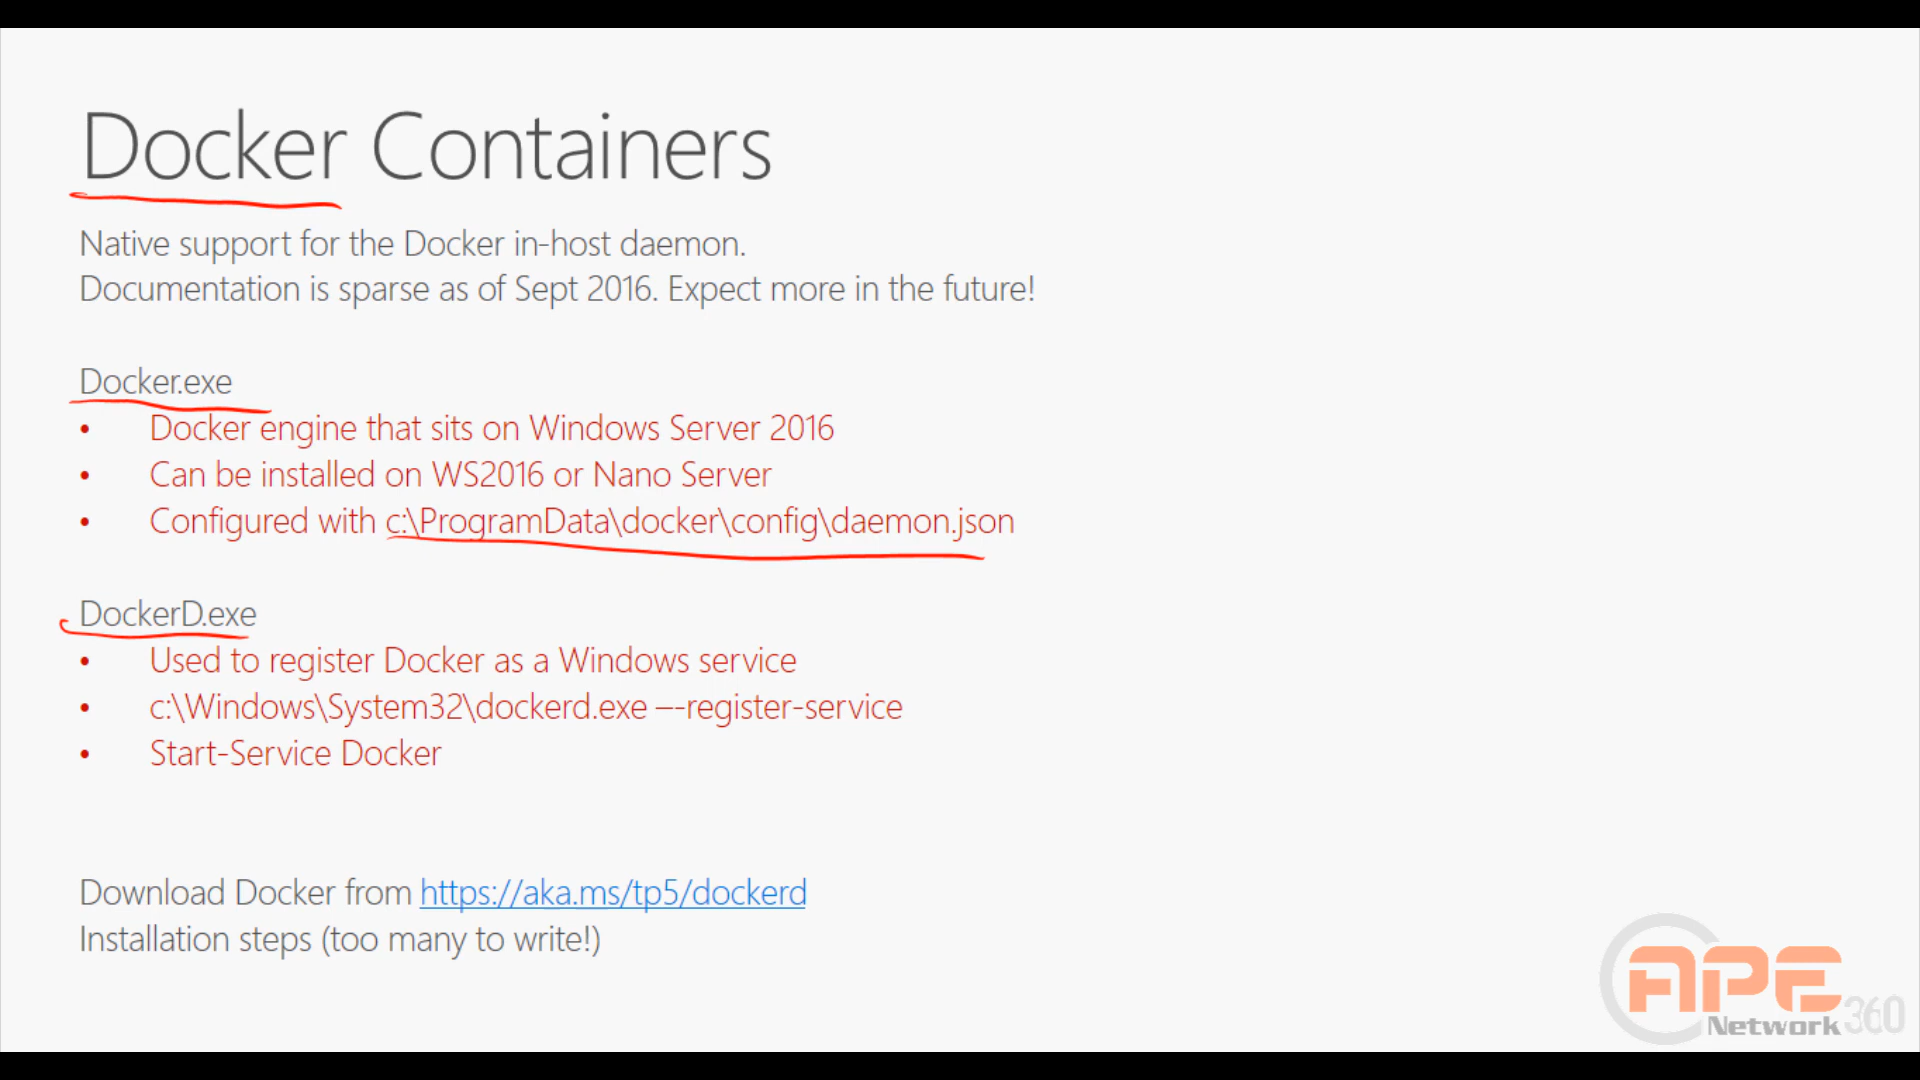 Docker Containers
Native support for the Docker in-host daemon.
Documentation is sparse as of Sept 2016. Expect more in the future!
Docker.exe
• Docker engine that sits on Windows Server 2016
• Can be installed on WS2016 or Nano Server
• Configured with c:\ProgramData\docker\config\daemon.json
DockerD.exe
• Used to register Docker as a Windows service
• c:\Windows\System32\dockerd.exe –-register-service
• Start-Service Docker
Download Docker from https://aka.ms/tp5/dockerd
Installation steps (too many to write!)
APE
Network 360